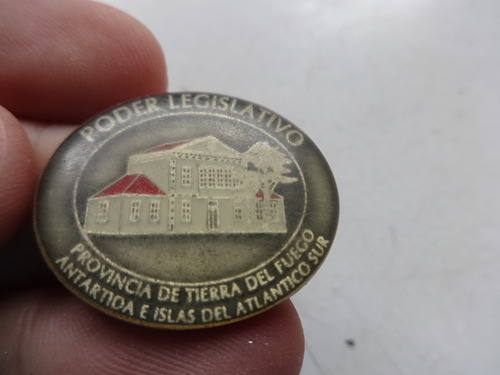 PODER LEGISLATIVO
PROVINCIA DE TIERRA DEL FUEGO
ANTARTIDA E ISLAS DEL ATLANTICO SUR